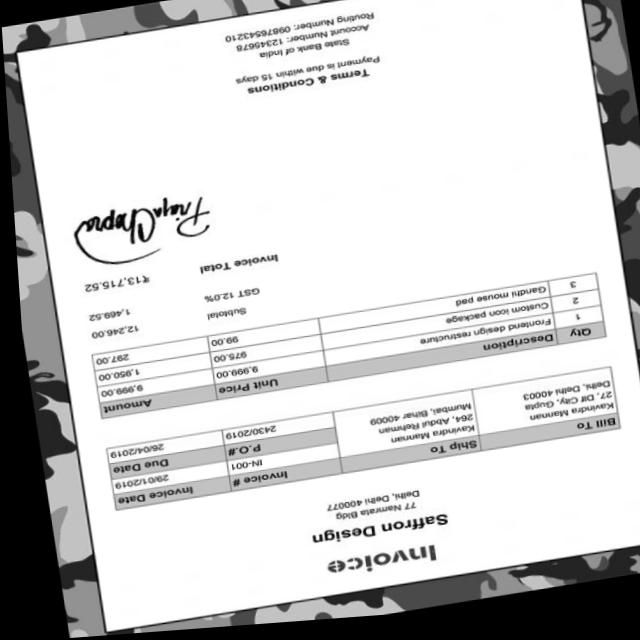 Invoice
Saffron Design
77 Namrata Bldg
Delhi, Delhi 400077
Bill To Ship To Invoice # Invoice Date
Kavindra Mannan Kavindra Mannan IN-001 29/01/2019
27, Dlf City, Gupta 264, Abdul Rehman P.O.# Due Date
Delhi, Delhi 40003 Mumbai, Bihar 40009 2430/2019 26/04/2019
Qty Description Unit Price Amount
1 Frontend design restructure 9,999.00 9,999.00
2 Custom icon package 975.00 1,950.00
3 Gandhi mouse pad 99.00 297.00
Subtotal 12,246.00
GST 12.0% 1,469.52
Invoice Total ₹13,715.52
Priya Chopra
Terms & Conditions
Payment is due within 15 days
State Bank of India
Account Number: 12345678
Routing Number: 09876543210